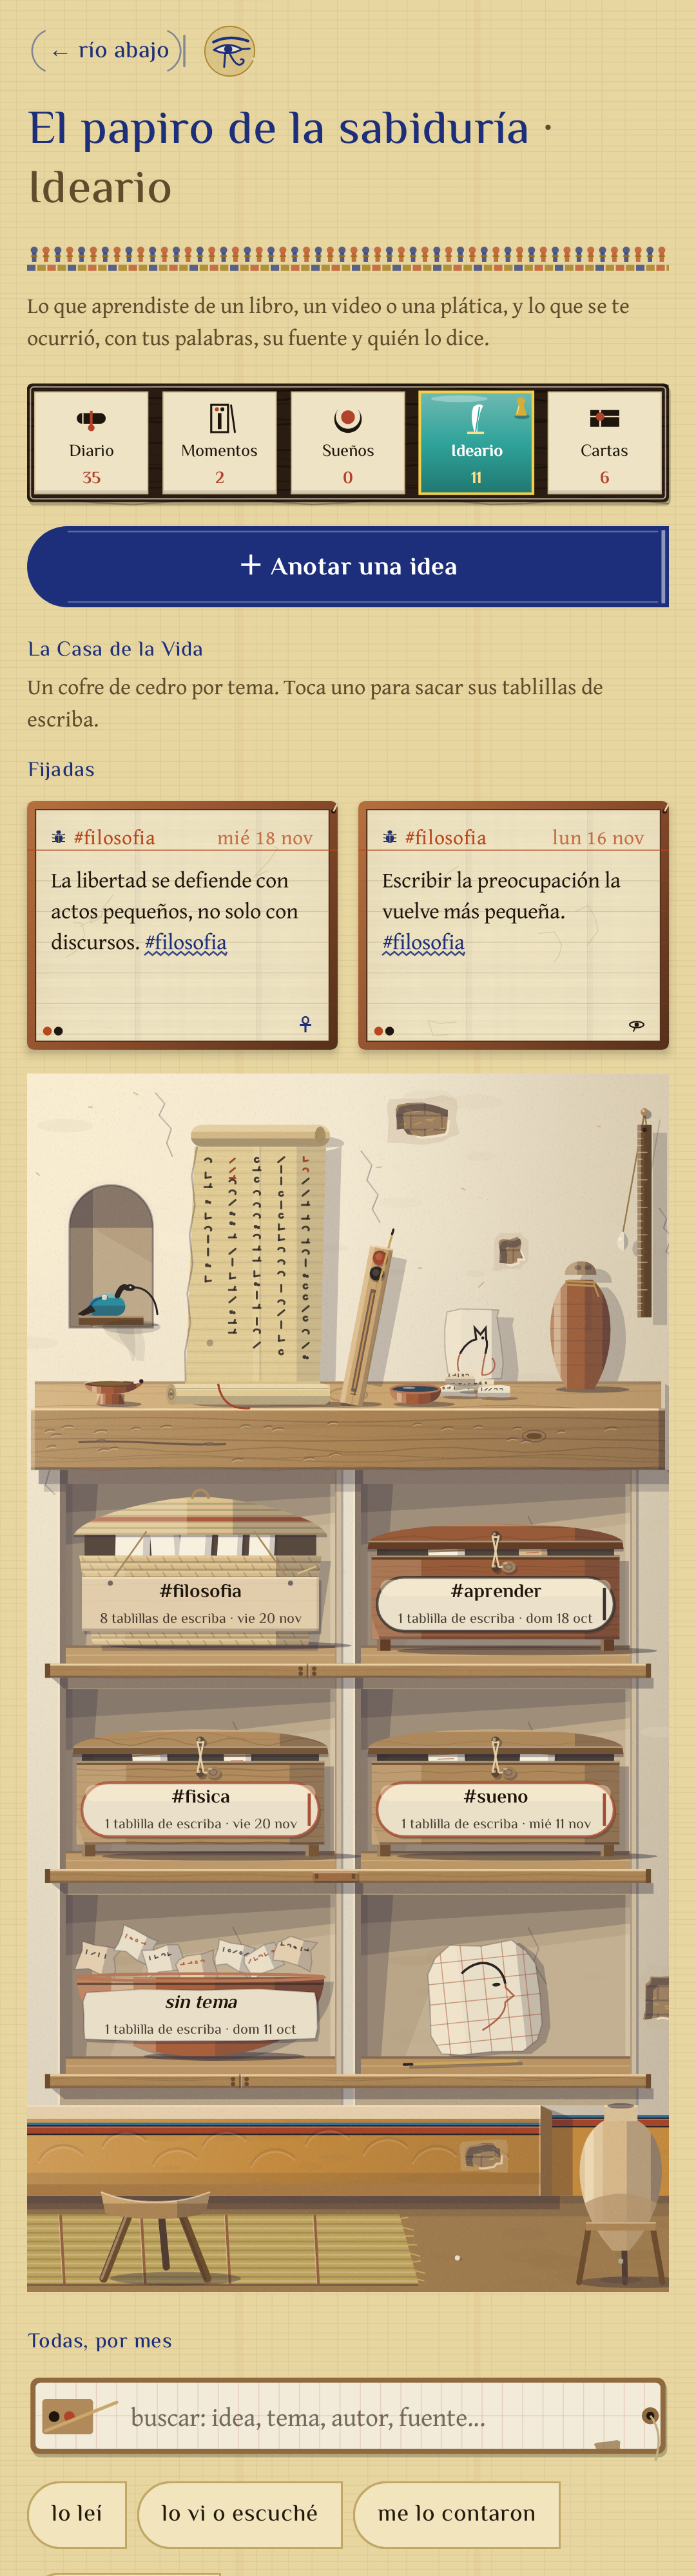 ← río abajo
El papiro de la sabiduría ·
Ideario
Lo que aprendiste de un libro, un video o una plática, y lo que se te
ocurrió, con tus palabras, su fuente y quién lo dice.
Diario
35
Momentos
2
Sueños
0
Ideario
11
Cartas
6
+ Anotar una idea
La Casa de la Vida
Un cofre de cedro por tema. Toca uno para sacar sus tablillas de
escriba.
Fijadas
#filosofia mié 18 nov
La libertad se defiende con
actos pequeños, no solo con
discursos. #filosofia
#filosofia lun 16 nov
Escribir la preocupación la
vuelve más pequeña.
#filosofia
#filosofia
8 tablillas de escriba · vie 20 nov
#aprender
1 tablilla de escriba · dom 18 oct
#fisica
1 tablilla de escriba · vie 20 nov
#sueno
1 tablilla de escriba · mié 11 nov
sin tema
1 tablilla de escriba · dom 11 oct
Todas, por mes
buscar: idea, tema, autor, fuente...
lo leí
lo vi o escuché
me lo contaron